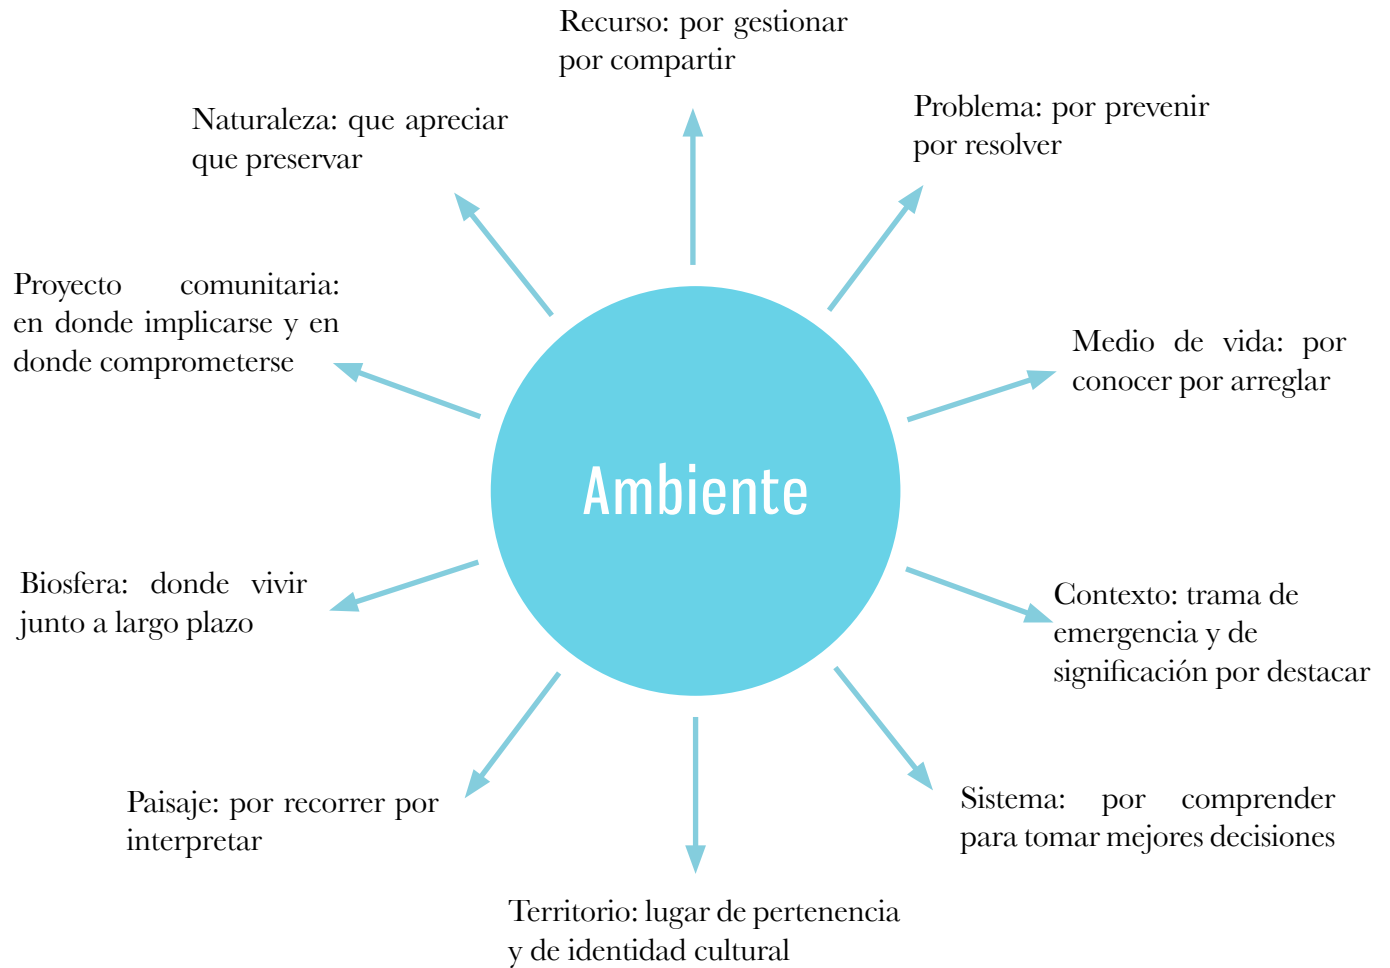 Recurso: por gestionar
por compartir
Naturaleza: que apreciar
que preservar
Problema: por prevenir
por resolver
Proyecto comunitaria:
en donde implicarse y en
donde comprometerse
Medio de vida: por
conocer por arreglar
Ambiente
Biosfera: donde vivir
junto a largo plazo
Contexto: trama de
emergencia y de
significación por destacar
Paisaje: por recorrer por
interpretar
Sistema: por comprender
para tomar mejores decisiones
Territorio: lugar de pertenencia
y de identidad cultural